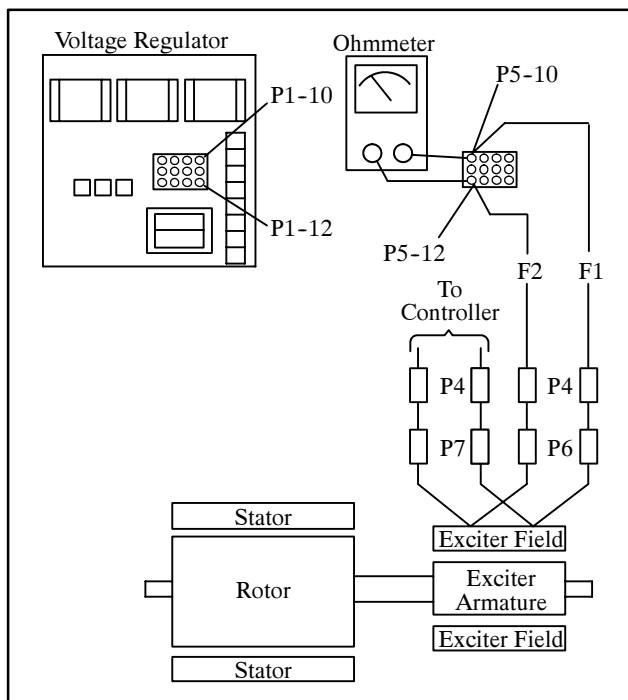 Voltage Regulator
Ohmmeter
P5-10
P1-10
P1-12
P5-12
F2
F1
To
Controller
P4
P4
P7
P6
Stator
Exciter Field
Rotor
Exciter
Armature
Stator
Exciter Field